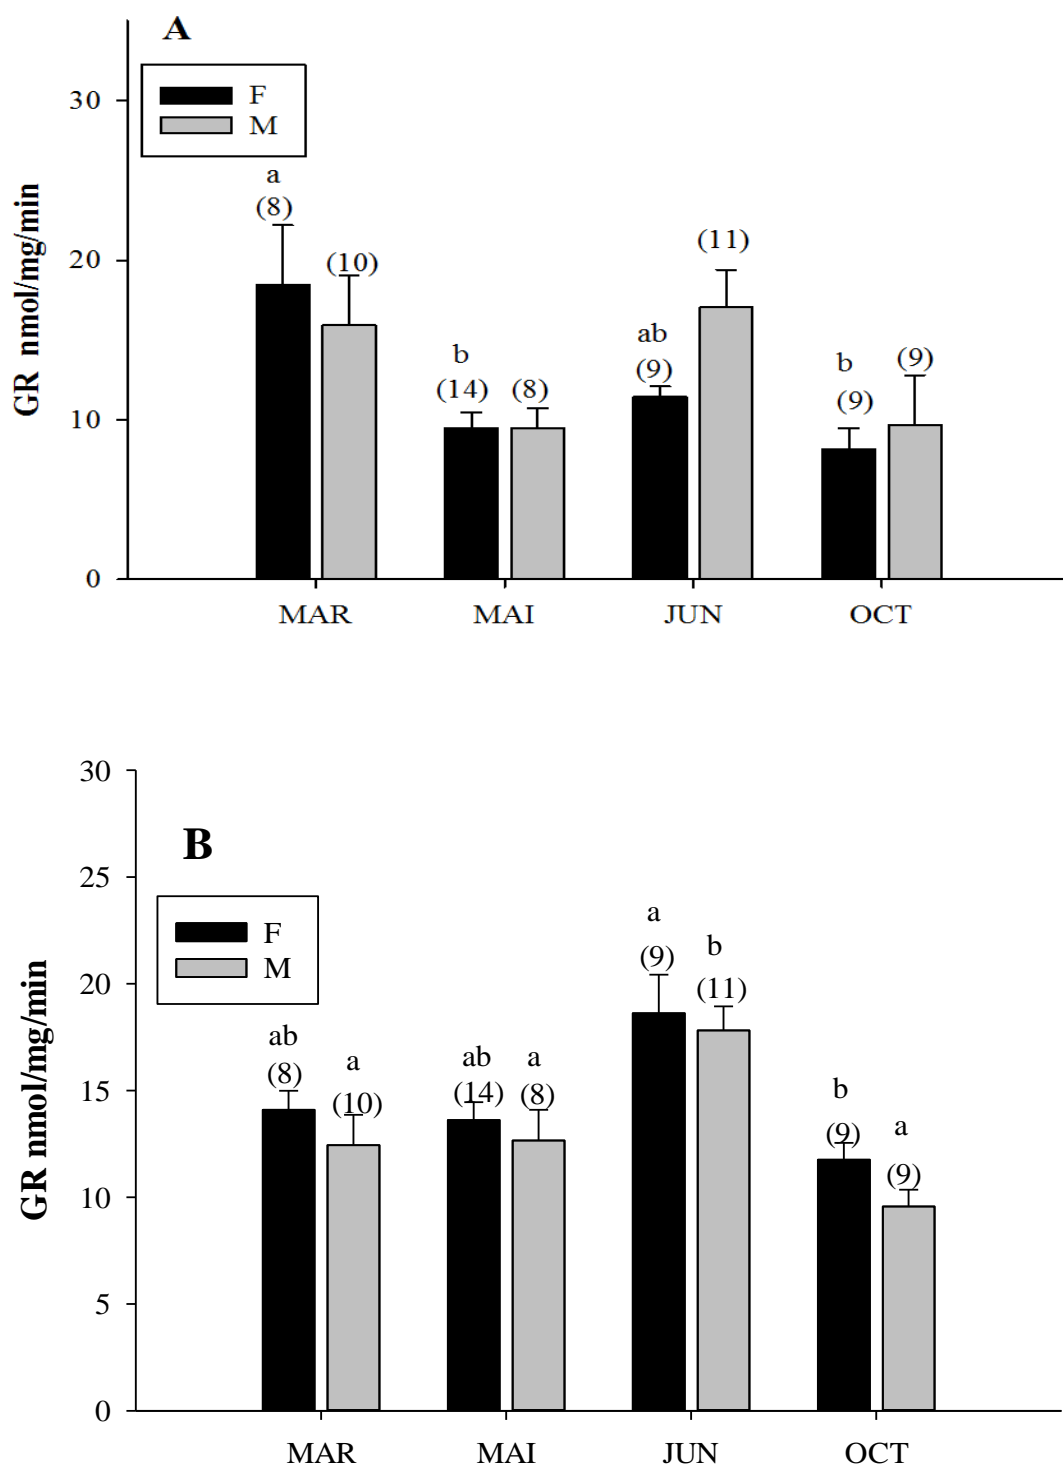 A
F
M
GR nmol/mg/min
30
20
10
0
a
(8)
(10)
b
(14)
(8)
ab
(9)
(11)
b
(9)
(9)
MAR MAI JUN OCT
B
F
M
GR nmol/mg/min
30
25
20
15
10
5
0
ab
(8)
a
(10)
ab
(14)
a
(8)
a
(9)
b
(11)
b
(9)
a
(9)
MAR MAI JUN OCT